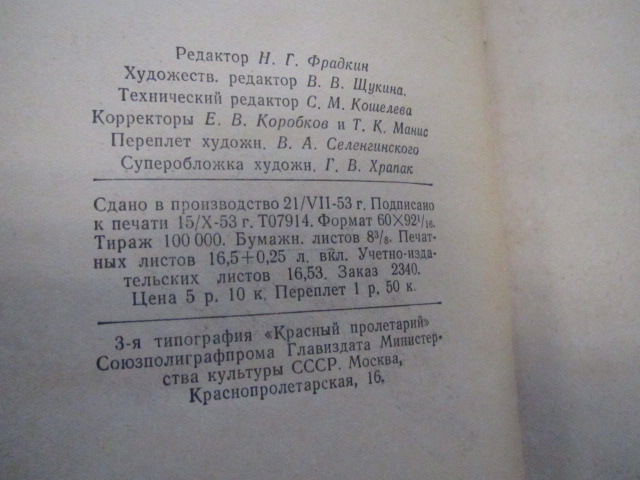 Редактор Н. Г. Фрадкин
Художеств. редактор В. В. Щукина.
Технический редактор С. М. Кошелева
Корректоры Е. В. Коробков и Т. К. Манис
Переплет художн. В. А. Селенгинского
Суперобложка художн. Г. В. Храпак
Сдано в производство 21/VII-53 г. Подписано
к печати 15/X-53 г. Т07914. Формат 60×92¹/₁₆.
Тираж 100 000. Бумажн. листов 8³/₈. Печат-
ных листов 16,5+0,25 л. вкл. Учетно-изда-
тельских листов 16,53. Заказ 2340.
Цена 5 р. 10 к. Переплет 1 р. 50 к.
3-я типография «Красный пролетарий»
Союзполиграфпрома Главиздата Министер-
ства культуры СССР. Москва,
Краснопролетарская, 16.